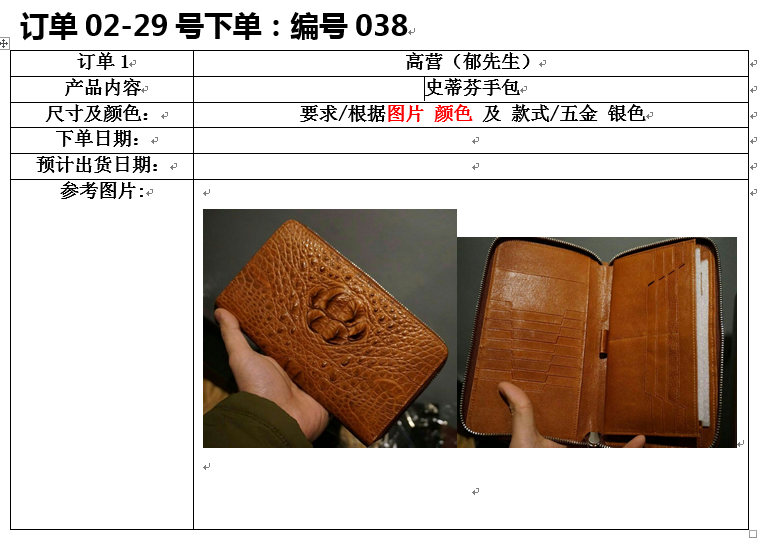 订单 02-29 号下单：编号 038
订单 1
高营（郁先生）
产品内容
史蒂芬手包
尺寸及颜色：
要求/根据图片 颜色 及 款式/五金 银色
下单日期：
预计出货日期：
参考图片: